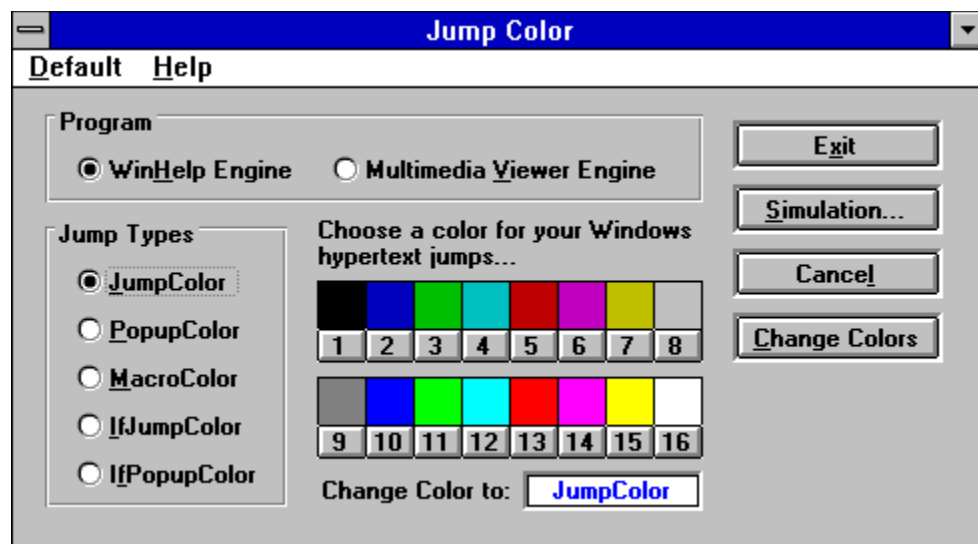 Jump Color
Default Help
Program
WinHelp Engine Multimedia Viewer Engine
Exit
Simulation...
Cancel
Change Colors
Jump Types
JumpColor
PopupColor
MacroColor
IfJumpColor
IfPopupColor
Choose a color for your Windows
hypertext jumps...
1 2 3 4 5 6 7 8
9 10 11 12 13 14 15 16
Change Color to: JumpColor